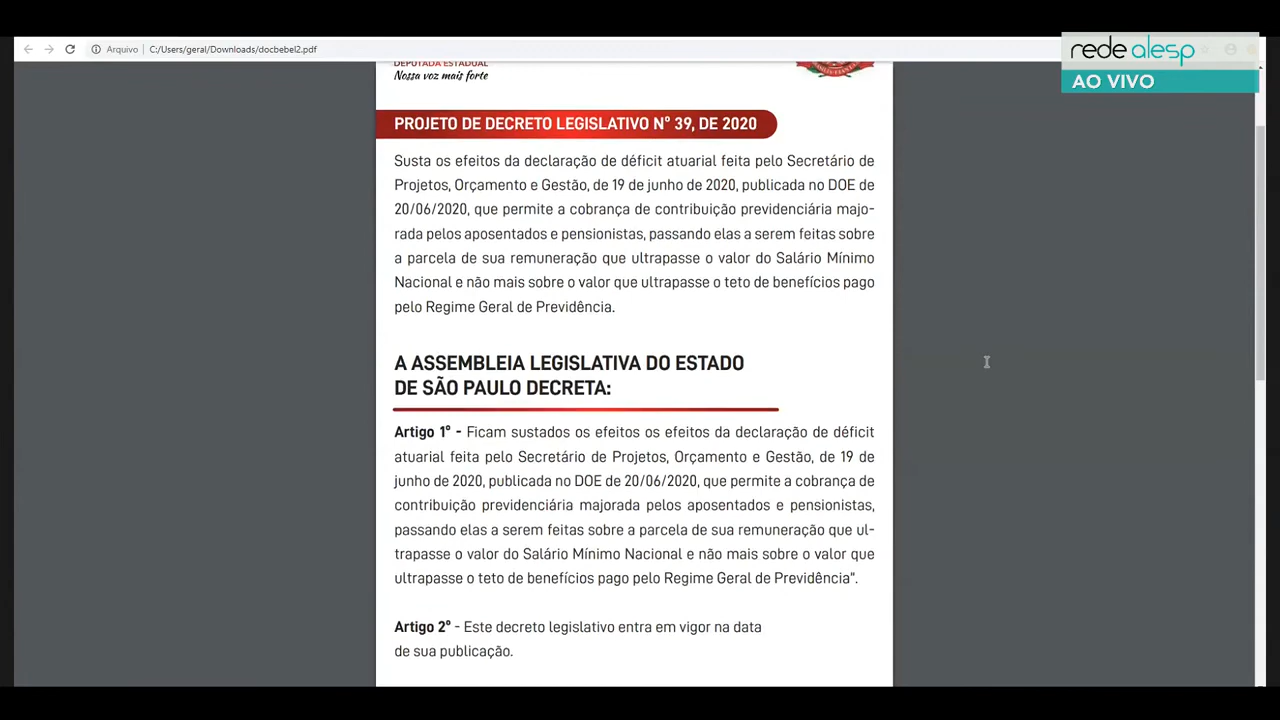 Arquivo
C:/Users/geral/Downloads/docbebel2.pdf
rede alesp
AO VIVO
DEPUTADA ESTADUAL
Nossa voz mais forte
PROJETO DE DECRETO LEGISLATIVO Nº 39, DE 2020
Susta os efeitos da declaração de déficit atuarial feita pelo Secretário de
Projetos, Orçamento e Gestão, de 19 de junho de 2020, publicada no DOE de
20/06/2020, que permite a cobrança de contribuição previdenciária majo-
rada pelos aposentados e pensionistas, passando elas a serem feitas sobre
a parcela de sua remuneração que ultrapasse o valor do Salário Mínimo
Nacional e não mais sobre o valor que ultrapasse o teto de benefícios pago
pelo Regime Geral de Previdência.
A ASSEMBLEIA LEGISLATIVA DO ESTADO
DE SÃO PAULO DECRETA:
Artigo 1º - Ficam sustados os efeitos os efeitos da declaração de déficit
atuarial feita pelo Secretário de Projetos, Orçamento e Gestão, de 19 de
junho de 2020, publicada no DOE de 20/06/2020, que permite a cobrança de
contribuição previdenciária majorada pelos aposentados e pensionistas,
passando elas a serem feitas sobre a parcela de sua remuneração que ul-
trapasse o valor do Salário Mínimo Nacional e não mais sobre o valor que
ultrapasse o teto de benefícios pago pelo Regime Geral de Previdência".
Artigo 2º - Este decreto legislativo entra em vigor na data
de sua publicação.